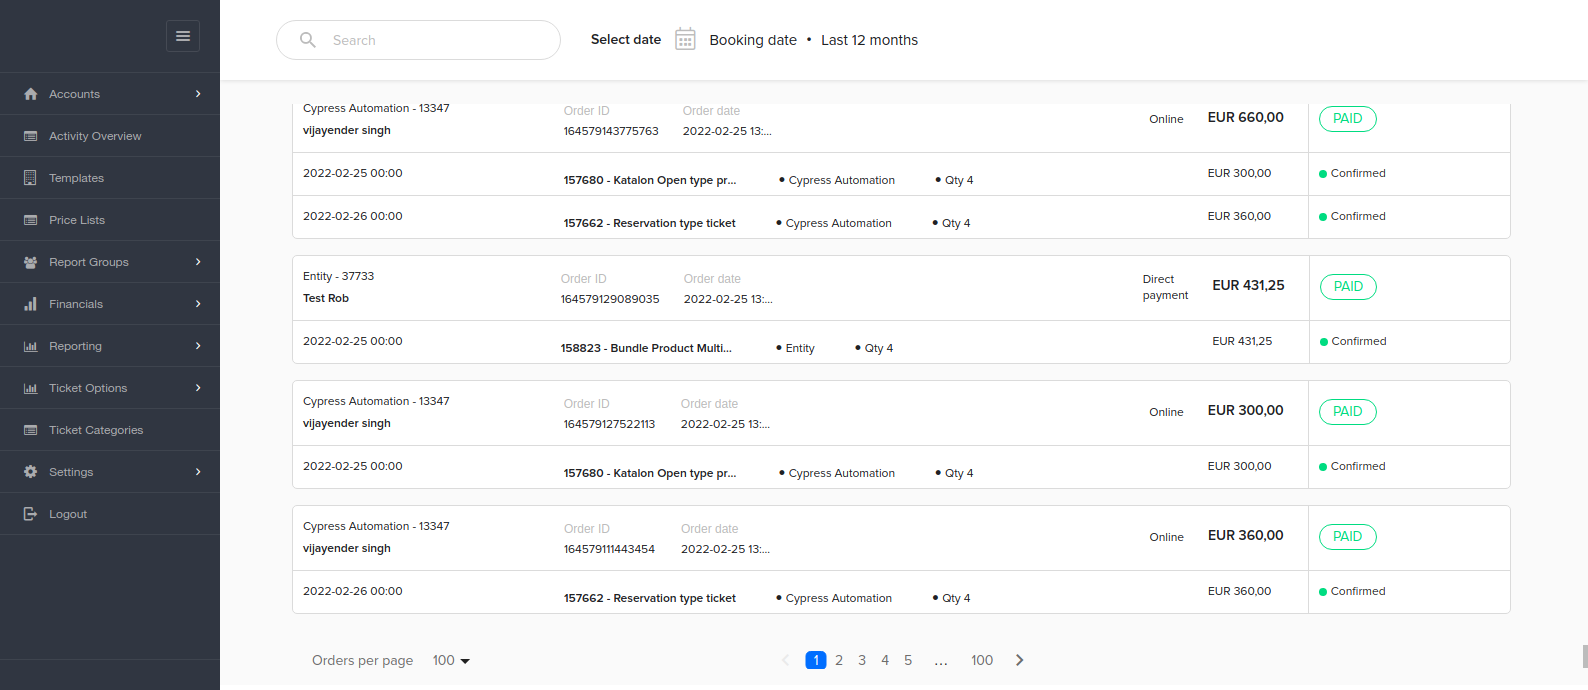 Search
Select date Booking date • Last 12 months
Accounts
Activity Overview
Templates
Price Lists
Report Groups
Financials
Reporting
Ticket Options
Ticket Categories
Settings
Logout
Cypress Automation - 13347 Order ID Order date
vijayender singh 164579143775763 2022-02-25 13:... Online EUR 660,00 PAID
2022-02-25 00:00 157680 - Katalon Open type pr... • Cypress Automation • Qty 4 EUR 300,00 Confirmed
2022-02-26 00:00 157662 - Reservation type ticket • Cypress Automation • Qty 4 EUR 360,00 Confirmed
Entity - 37733 Order ID Order date
Test Rob 164579129089035 2022-02-25 13:... Direct payment EUR 431,25 PAID
2022-02-25 00:00 158823 - Bundle Product Multi... • Entity • Qty 4 EUR 431,25 Confirmed
Cypress Automation - 13347 Order ID Order date
vijayender singh 164579127522113 2022-02-25 13:... Online EUR 300,00 PAID
2022-02-25 00:00 157680 - Katalon Open type pr... • Cypress Automation • Qty 4 EUR 300,00 Confirmed
Cypress Automation - 13347 Order ID Order date
vijayender singh 164579111443454 2022-02-25 13:... Online EUR 360,00 PAID
2022-02-26 00:00 157662 - Reservation type ticket • Cypress Automation • Qty 4 EUR 360,00 Confirmed
Orders per page 100 1 2 3 4 5 ... 100